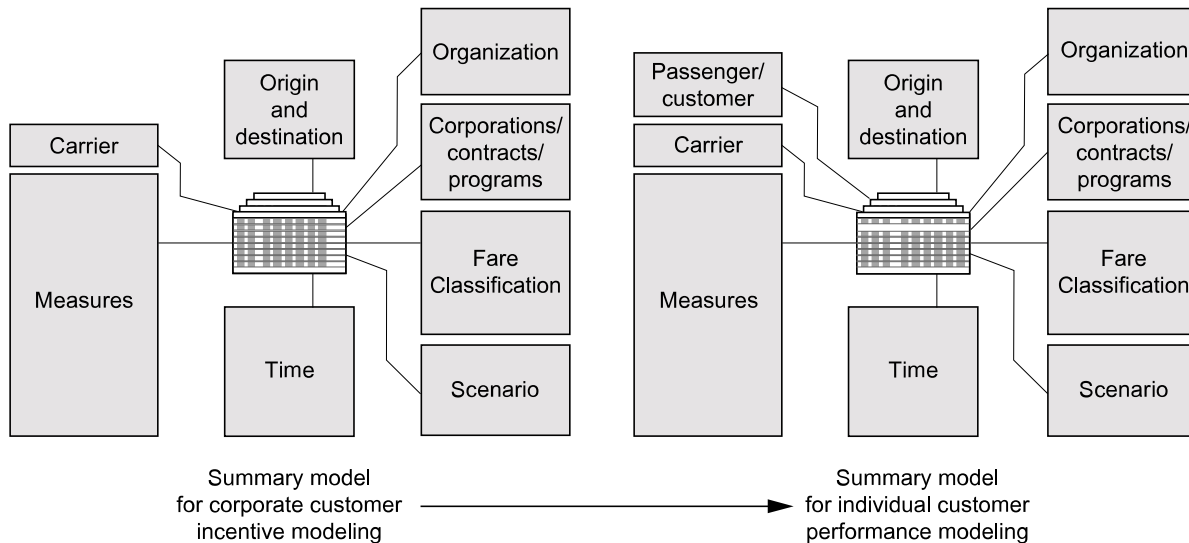 Origin
and
destination
Organization
Carrier
Corporations/
contracts/
programs
Measures
Fare
Classification
Time
Scenario
Summary model
for corporate customer
incentive modeling
Passenger/
customer
Origin
and
destination
Organization
Carrier
Corporations/
contracts/
programs
Measures
Fare
Classification
Time
Scenario
Summary model
for individual customer
performance modeling